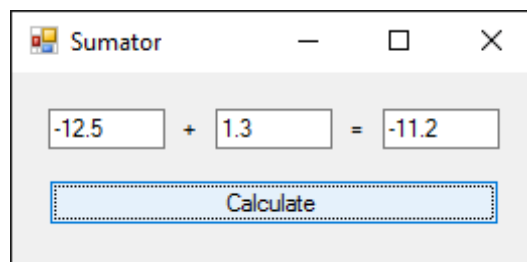 Sumator
-12.5 + 1.3 = -11.2
Calculate